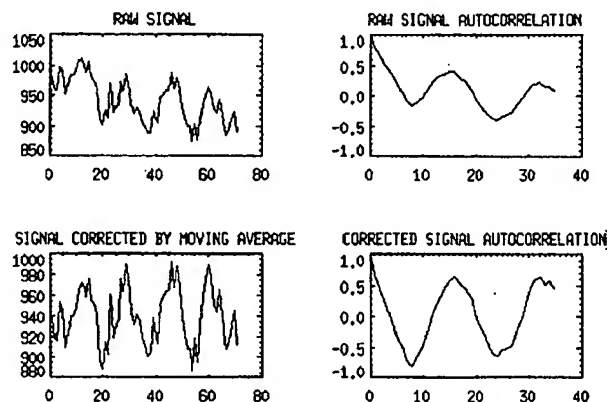 RAW SIGNAL
1050
1000
950
900
850
0 20 40 60 80
RAW SIGNAL AUTOCORRELATION
1.0
0.5
0.0
-0.5
-1.0
0 10 20 30 40
SIGNAL CORRECTED BY MOVING AVERAGE
1000
980
960
940
920
900
880
0 20 40 60 80
CORRECTED SIGNAL AUTOCORRELATION
1.0
0.5
0.0
-0.5
-1.0
0 10 20 30 40